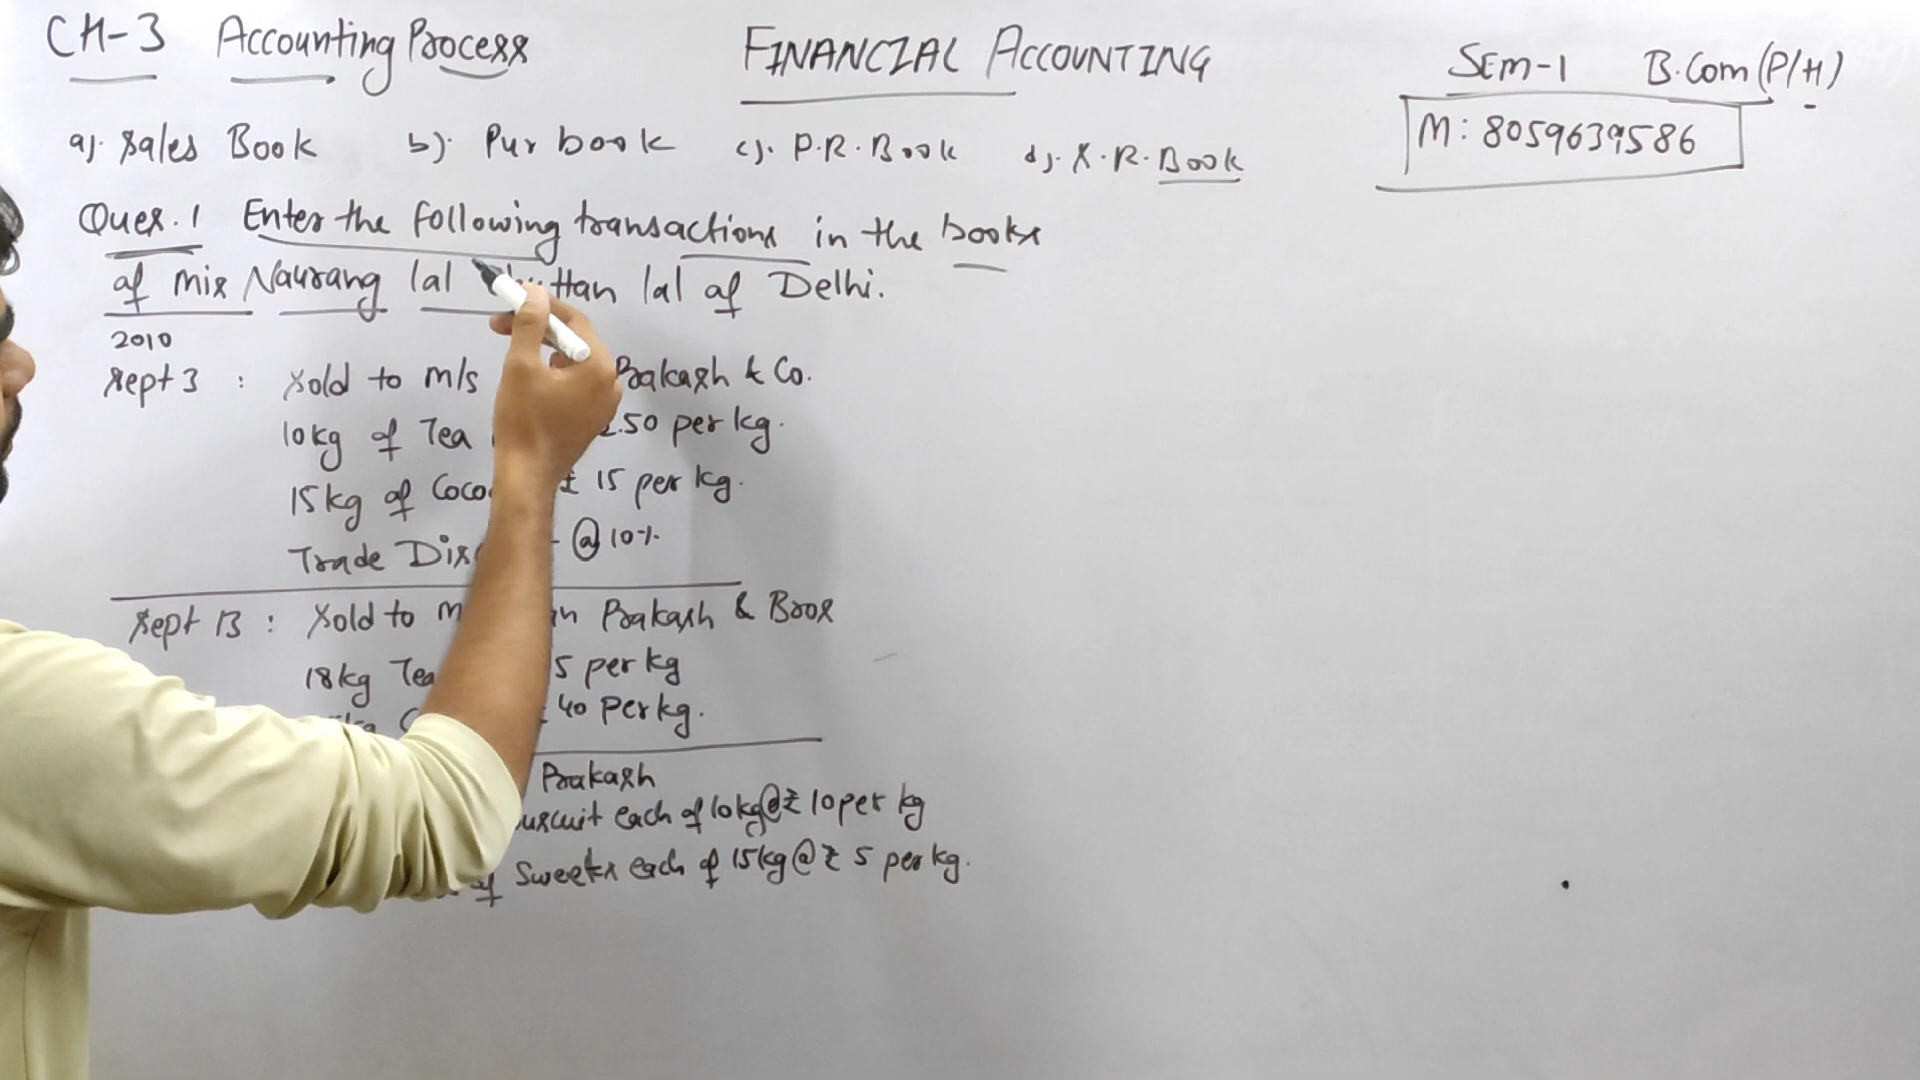 CH-3 Accounting Process
FINANCIAL ACCOUNTING
SEM-1 B.Com (P/H)
M: 8059639586
a). Sales Book b). Pur book c). P.R. Book d). S.R. Book
Ques. 1 Enter the following transactions in the books
of M/s Naurang lal lal of Delhi.
2010
Sept 3 : Sold to M/s Prakash & Co.
10kg of Tea .50 per kg.
15kg of ₹ 15 per kg.
Trade @ 10%
Sept 13 : Sold to Prakash & Bros
18kg Tea 5 per kg
40 per kg.
Prakash
each of 10kg @ ₹ 10 per kg
of Sweets each of 15kg @ ₹ 5 per kg.